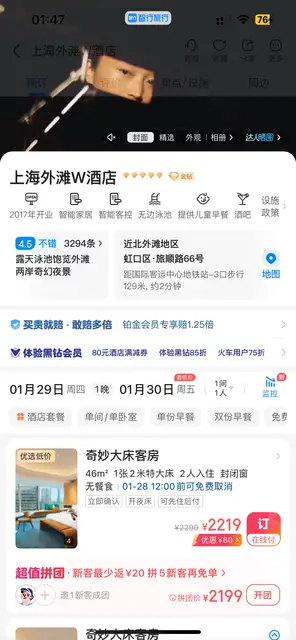 01:47
智行旅行
76
上海外滩W酒店
封面
精选
外观
相册
达人晒图
上海外滩W酒店
金钻
2017年开业
智能家居
智能客控
无边泳池
提供儿童早餐
酒吧
设施
政策
4.5 不错 3294条
露天泳池饱览外滩
两岸奇幻夜景
近北外滩地区
虹口区·旅顺路66号
距国际客运中心地铁站~3口步行
129米, 约2分钟
地图
买贵就赔·敢赔多倍 铂金会员专享赔1.25倍
体验黑钻会员 80元酒店满减券 体验黑钻85折 火车用户75折
01月29日 周四 1晚 01月30日 周五
看低价
1间
1人
新
监控
酒店套餐
单间/单卧室
单份早餐
双份早餐
优选低价
奇妙大床客房
46m² 1张2米特大床 2人入住 封闭窗
无餐食 01-28 12:00前可免费取消
立即确认
开夜床
可先住后付
4
¥2299 ¥2219
优惠¥80
订
在线付
超值拼团·新客最少返¥20 拼5新客再免单
邀1新客成团
拼团价 ¥2199
开团
奇妙大床客房